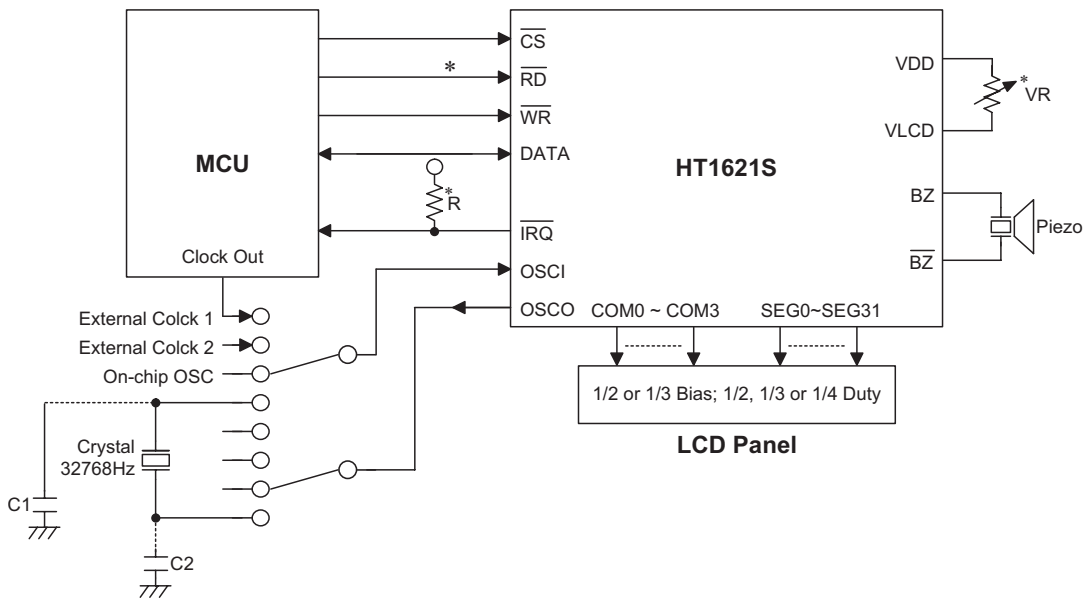 MCU
Clock Out
HT1621S
CS
RD
WR
DATA
IRQ
OSCI
OSCO
*
*
R
COM0 ~ COM3
SEG0~SEG31
VDD
VLCD
BZ
BZ
*
VR
Piezo
External Colck 1
External Colck 2
On-chip OSC
Crystal
32768Hz
C1
C2
1/2 or 1/3 Bias; 1/2, 1/3 or 1/4 Duty
LCD Panel